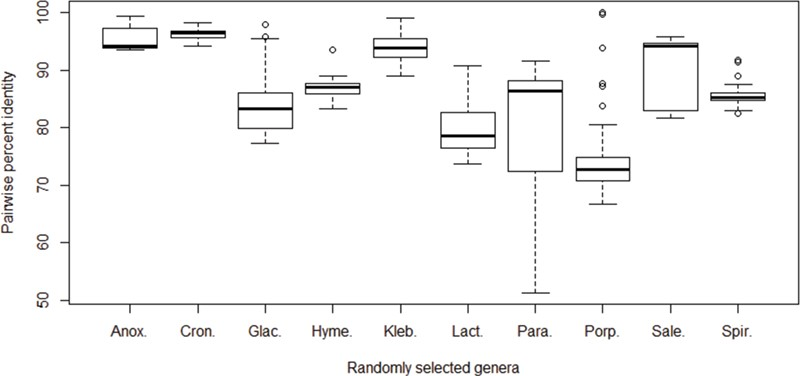 Pairwise percent identity
100
90
80
70
60
50
Anox. Cron. Glac. Hyme. Kleb. Lact. Para. Porp. Sale. Spir.
Randomly selected genera